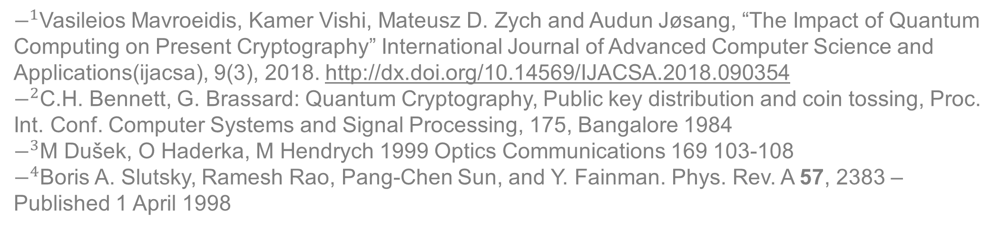 –¹Vasileios Mavroeidis, Kamer Vishi, Mateusz D. Zych and Audun Jøsang, “The Impact of Quantum
Computing on Present Cryptography” International Journal of Advanced Computer Science and
Applications(ijacsa), 9(3), 2018. http://dx.doi.org/10.14569/IJACSA.2018.090354
–²C.H. Bennett, G. Brassard: Quantum Cryptography, Public key distribution and coin tossing, Proc.
Int. Conf. Computer Systems and Signal Processing, 175, Bangalore 1984
–³M Dušek, O Haderka, M Hendrych 1999 Optics Communications 169 103-108
–⁴Boris A. Slutsky, Ramesh Rao, Pang-Chen Sun, and Y. Fainman. Phys. Rev. A 57, 2383 –
Published 1 April 1998